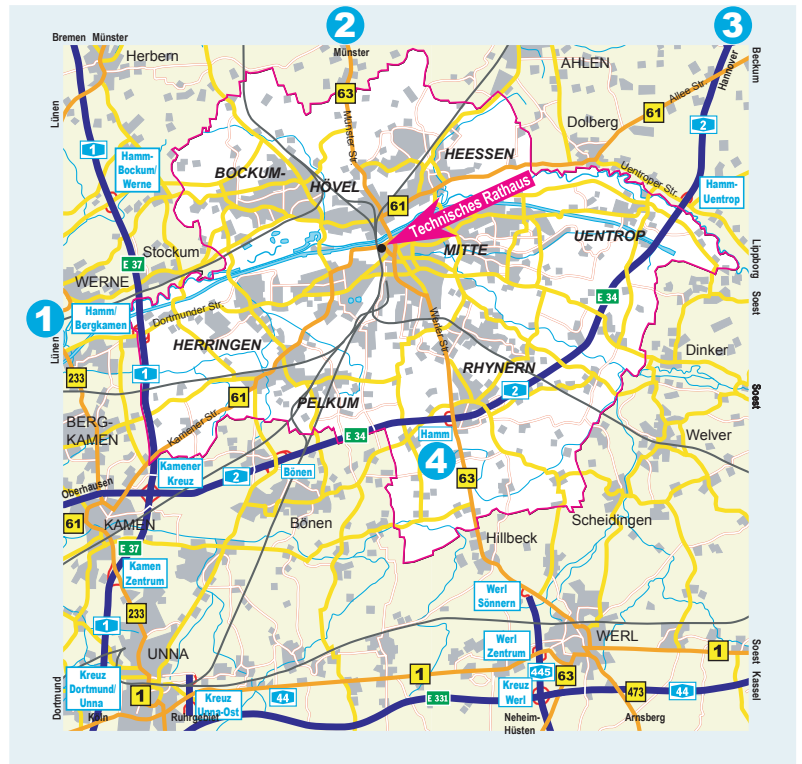 2
3
Bremen Münster
Münster
Hannover
Beckum
Herbern
AHLEN
Allee Str.
63
61
Lünen
Münster Str.
Dolberg
2
1
HEESSEN
Hamm-
Bockum/
Werne
BOCKUM-
HÖVEL
Uentroper Str.
Hamm-
Uentrop
61
Technisches Rathaus
UENTROP
MITTE
Stockum
Lippborg
E 37
WERNE
E 34
Soest
1
Hamm/
Bergkamen
Dortmunder Str.
Werler Str.
HERRINGEN
Lünen
Dinker
RHYNERN
233
1
2
61
PELKUM
Soest
BERG-
KAMEN
Kamener Str.
E 34
Hamm
Welver
Kamener
Kreuz
2
Bönen
4
63
Oberhausen
61
KAMEN
Bönen
Scheidingen
Hillbeck
E 37
Kamen
Zentrum
Werl
Sönnern
233
1
UNNA
WERL
Werl
Zentrum
1
Soest
Kreuz
Dortmund/
Unna
1
1
445
63
Kreuz
Werl
473
44
Kassel
Dortmund
Kreuz
Unna-Ost
44
E 331
Köln
Ruhrgebiet
Neheim-
Hüsten
Arnsberg